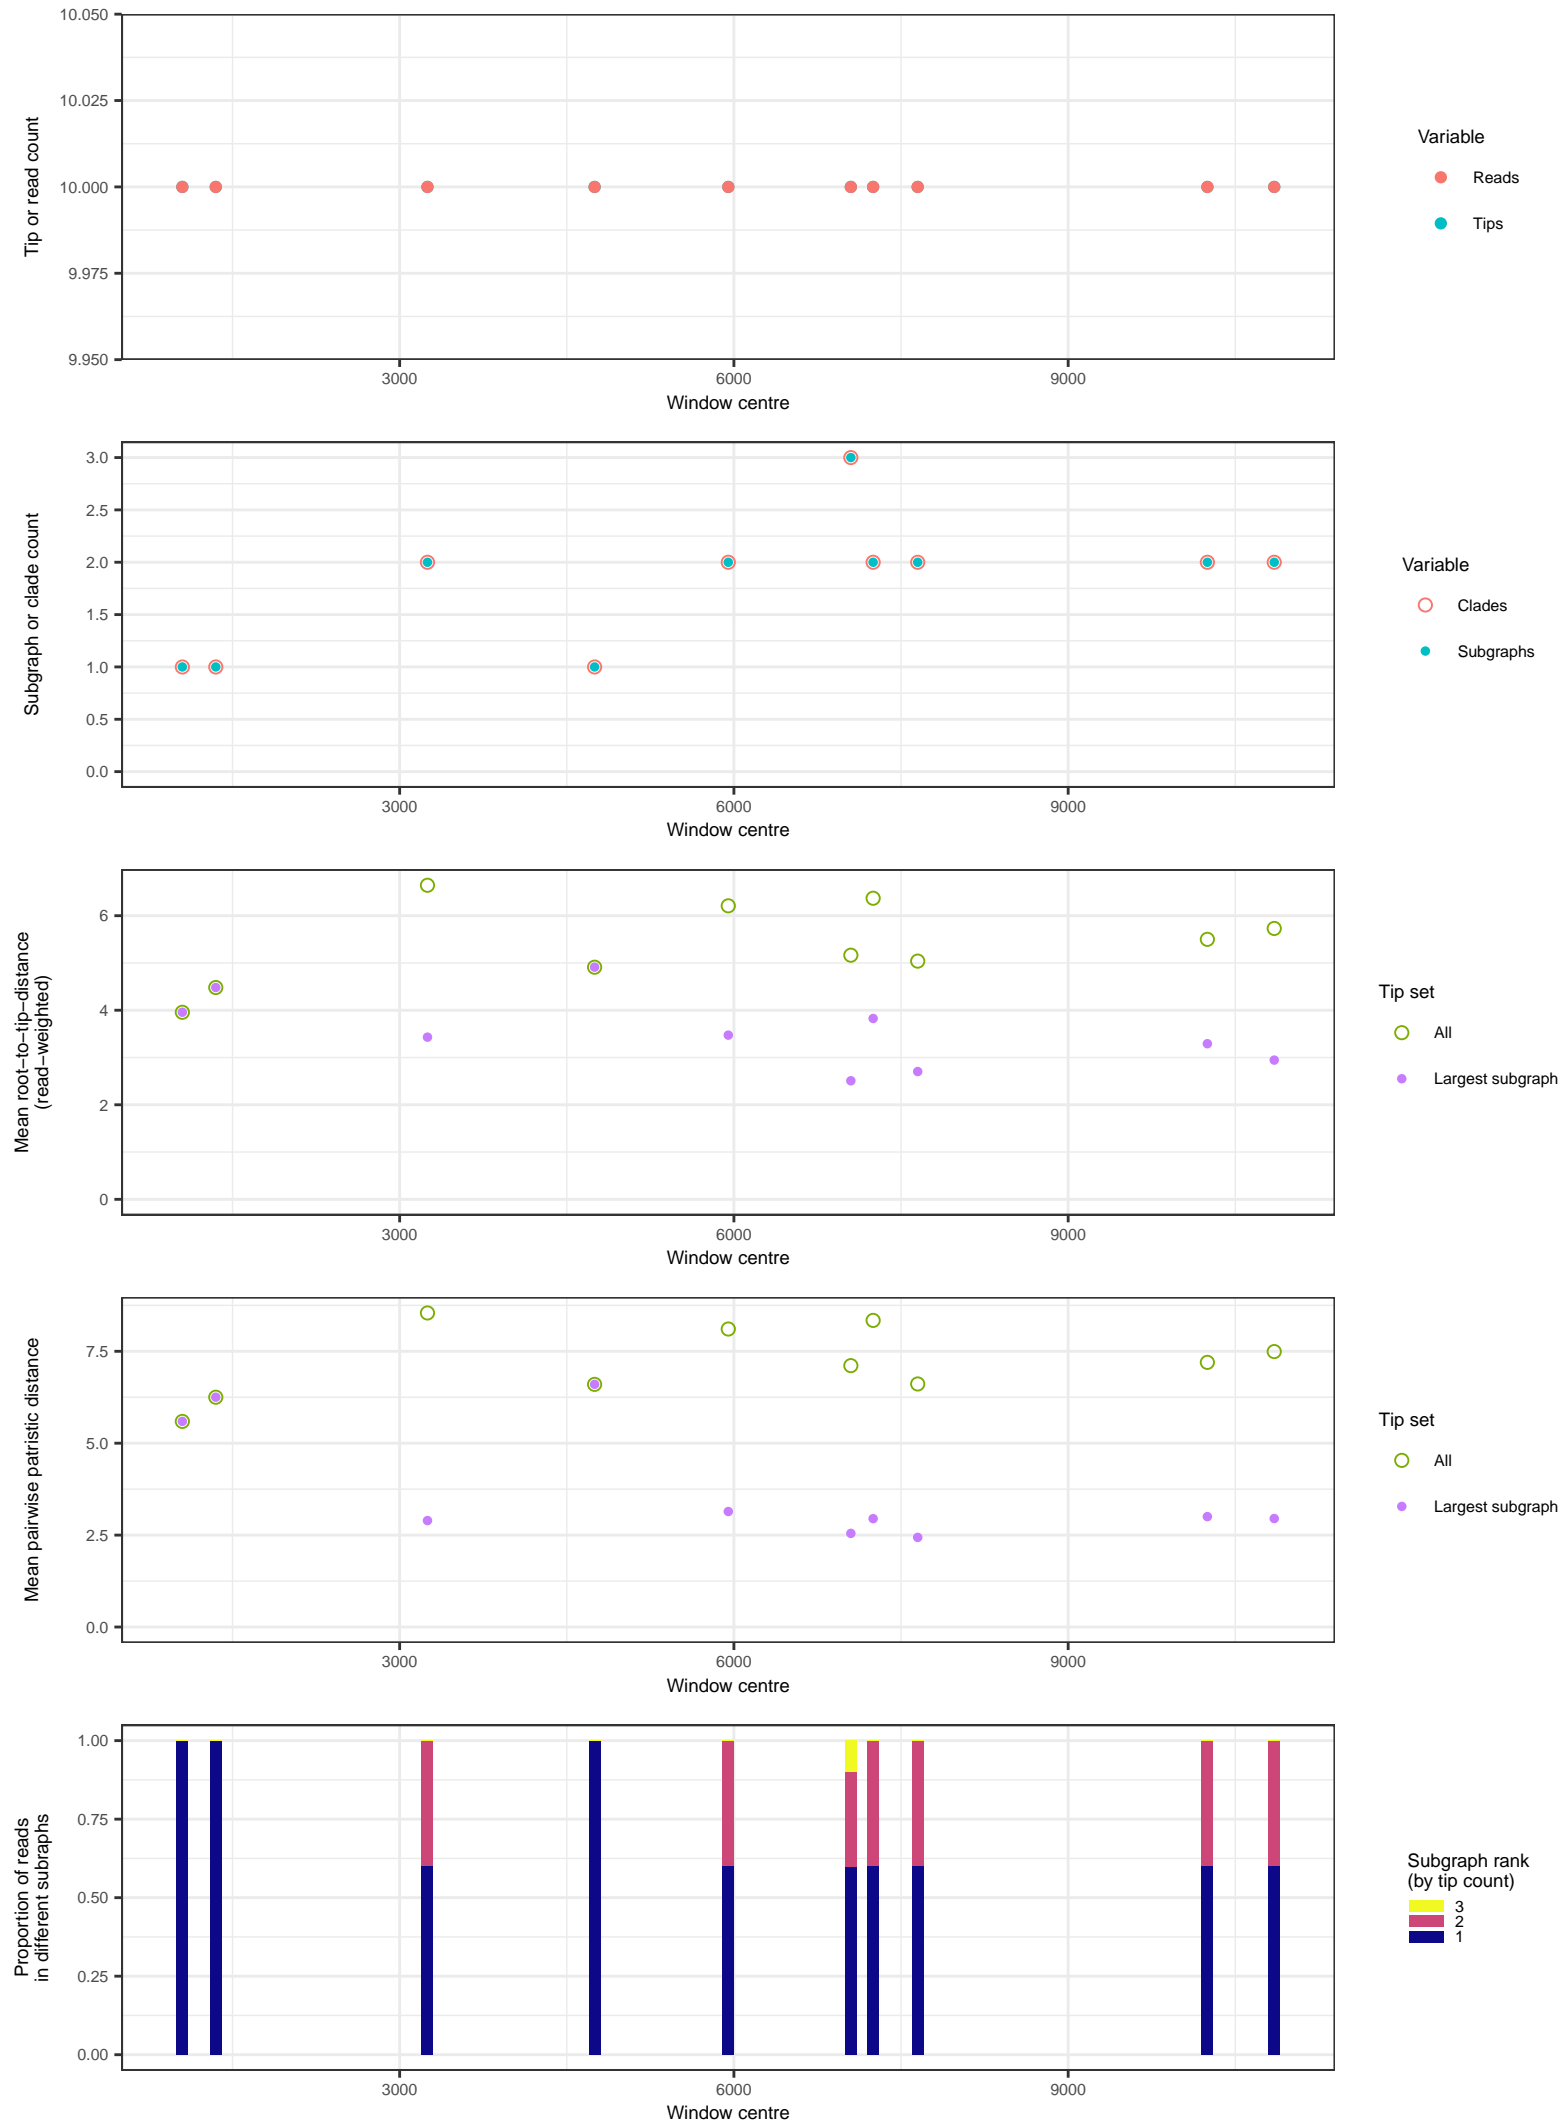 10.050
10.025
10.000
9.975
9.950
Tip or read count
3000 6000 9000
Window centre
Variable
Reads
Tips
3.0
2.5
2.0
1.5
1.0
0.5
0.0
Subgraph or clade count
3000 6000 9000
Window centre
Variable
Clades
Subgraphs
6
4
2
0
Mean root−to−tip−distance
(read−weighted)
3000 6000 9000
Window centre
Tip set
All
Largest subgraph
7.5
5.0
2.5
0.0
Mean pairwise patristic distance
3000 6000 9000
Window centre
Tip set
All
Largest subgraph
1.00
0.75
0.50
0.25
0.00
Proportion of reads
in different subraphs
3000 6000 9000
Window centre
Subgraph rank
(by tip count)
3
2
1